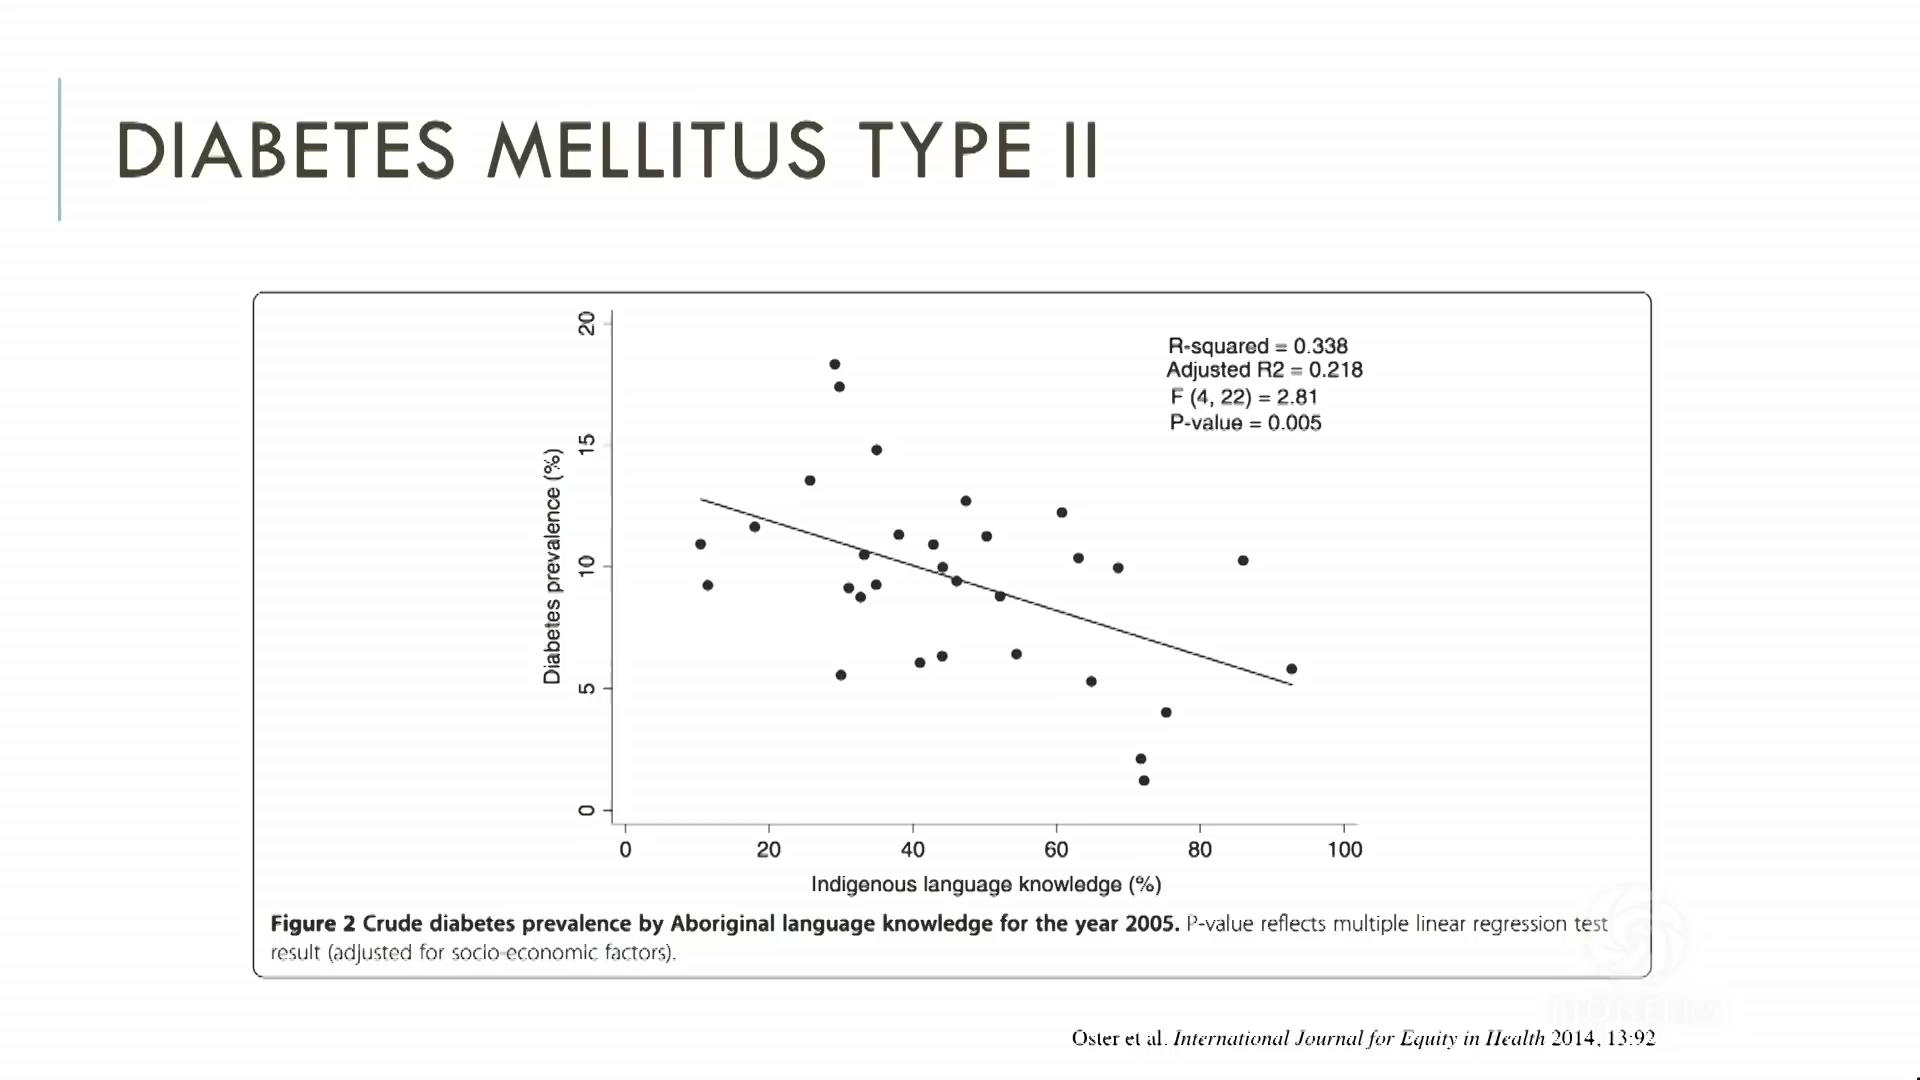 DIABETES MELLITUS TYPE II
20
15
10
5
0
Diabetes prevalence (%)
R-squared = 0.338
Adjusted R2 = 0.218
F (4, 22) = 2.81
P-value = 0.005
0 20 40 60 80 100
Indigenous language knowledge (%)
Figure 2 Crude diabetes prevalence by Aboriginal language knowledge for the year 2005. P-value reflects multiple linear regression test
result (adjusted for socio-economic factors).
Oster et al. International Journal for Equity in Health 2014, 13:92